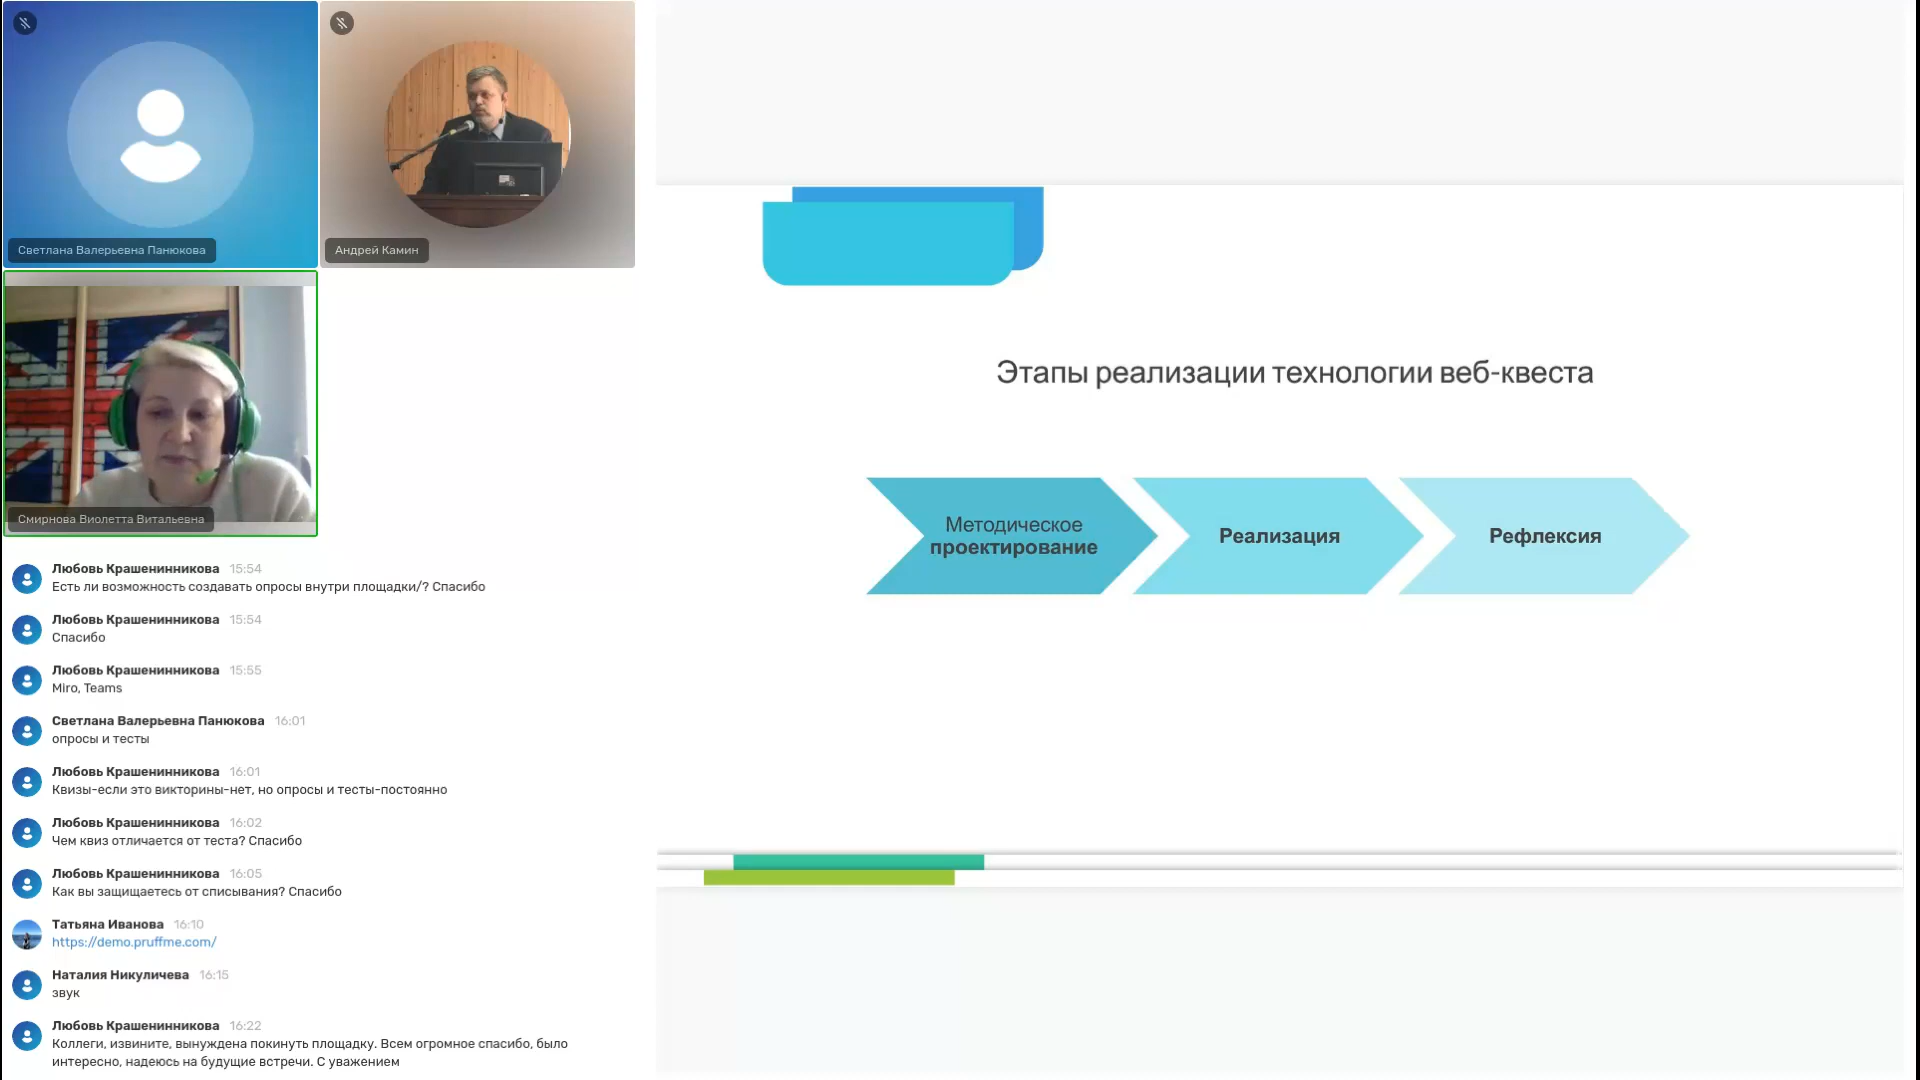 Светлана Валерьевна Панюкова
Андрей Камин
Смирнова Виолетта Витальевна
Любовь Крашенинникова 15:54
Есть ли возможность создавать опросы внутри площадки/? Спасибо
Любовь Крашенинникова 15:54
Спасибо
Любовь Крашенинникова 15:55
Miro, Teams
Светлана Валерьевна Панюкова 16:01
опросы и тесты
Любовь Крашенинникова 16:01
Квизы-если это викторины-нет, но опросы и тесты-постоянно
Любовь Крашенинникова 16:02
Чем квиз отличается от теста? Спасибо
Любовь Крашенинникова 16:05
Как вы защищаетесь от списывания? Спасибо
Татьяна Иванова 16:10
https://demo.pruffme.com/
Наталия Никуличева 16:15
звук
Любовь Крашенинникова 16:22
Коллеги, извините, вынуждена покинуть площадку. Всем огромное спасибо, было
интересно, надеюсь на будущие встречи. С уважением
Этапы реализации технологии веб-квеста
Методическое
проектирование
Реализация
Рефлексия